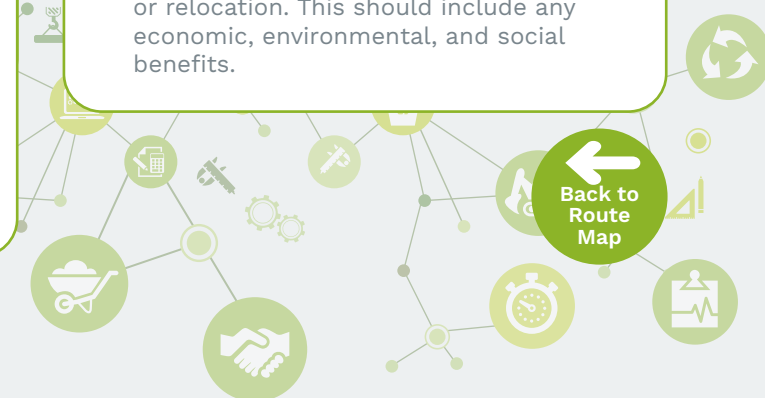 or relocation. This should include any
economic, environmental, and social
benefits.
Back to
Route
Map